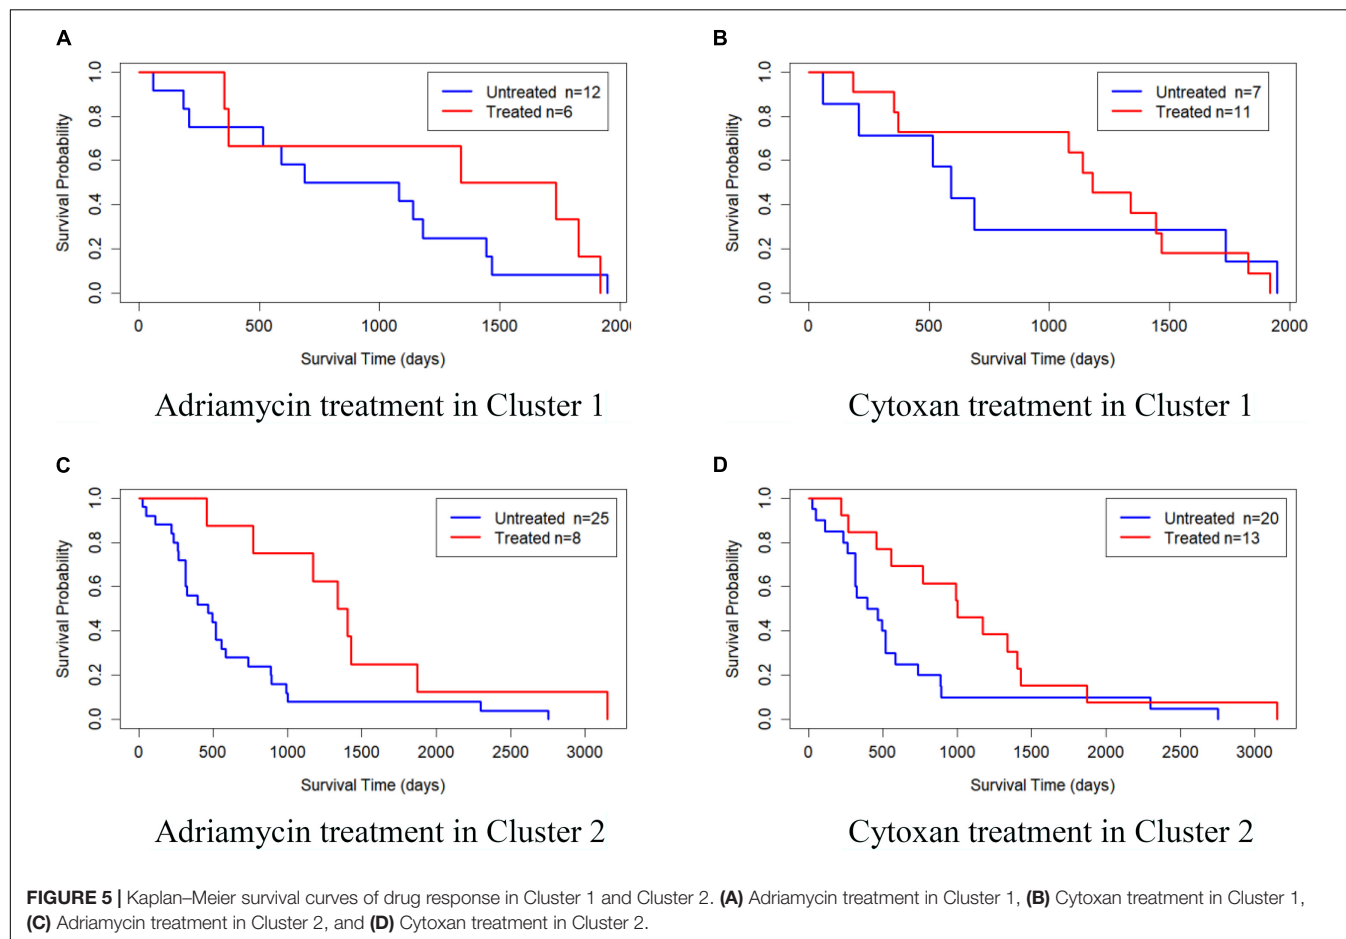 A
Survival Probability
0.0 0.2 0.4 0.6 0.8 1.0
Untreated n=12
Treated n=6
0 500 1000 1500 200
Survival Time (days)
Adriamycin treatment in Cluster 1
B
Survival Probability
0.0 0.2 0.4 0.6 0.8 1.0
Untreated n=7
Treated n=11
0 500 1000 1500 2000
Survival Time (days)
Cytoxan treatment in Cluster 1
C
Survival Probability
0.0 0.2 0.4 0.6 0.8 1.0
Untreated n=25
Treated n=8
0 500 1000 1500 2000 2500 3000
Survival Time (days)
Adriamycin treatment in Cluster 2
D
Survival Probability
0.0 0.2 0.4 0.6 0.8 1.0
Untreated n=20
Treated n=13
0 500 1000 1500 2000 2500 3000
Survival Time (days)
Cytoxan treatment in Cluster 2
FIGURE 5 | Kaplan–Meier survival curves of drug response in Cluster 1 and Cluster 2. (A) Adriamycin treatment in Cluster 1, (B) Cytoxan treatment in Cluster 1,
(C) Adriamycin treatment in Cluster 2, and (D) Cytoxan treatment in Cluster 2.